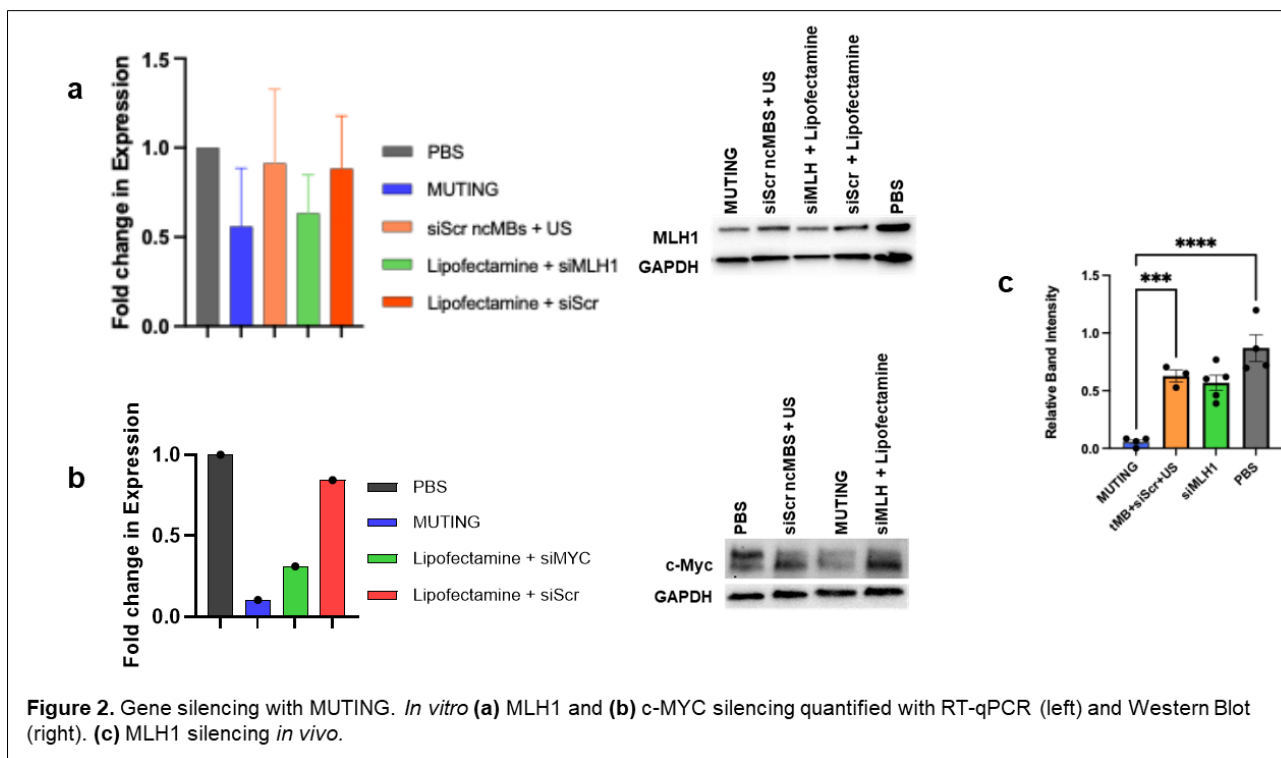 a
Fold change in Expression
1.5
1.0
0.5
0.0
PBS
MUTING
siScr ncMBs + US
Lipofectamine + siMLH1
Lipofectamine + siScr
MUTING
siScr ncMBS + US
siMLH + Lipofectamine
siScr + Lipofectamine
PBS
MLH1
GAPDH
b
Fold change in Expression
1.0
0.5
0.0
PBS
MUTING
Lipofectamine + siMYC
Lipofectamine + siScr
PBS
siScr ncMBS + US
MUTING
siMLH + Lipofectamine
c-Myc
GAPDH
c
Relative Band Intensity
1.5
1.0
0.5
0.0
***
****
MUTING
tMB+siScr+US
siMLH1
PBS
Figure 2. Gene silencing with MUTING. In vitro (a) MLH1 and (b) c-MYC silencing quantified with RT-qPCR (left) and Western Blot
(right). (c) MLH1 silencing in vivo.